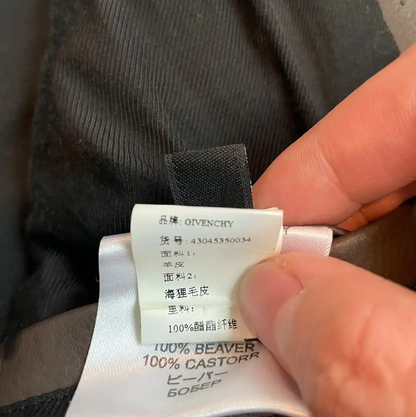 品牌: GIVENCHY
货号: 43045350034
面料1:
羊皮
面料2:
海狸毛皮
里料:
100%醋酯纤维
100% BEAVER
100% CASTORR
ビーバー
БОБЕР